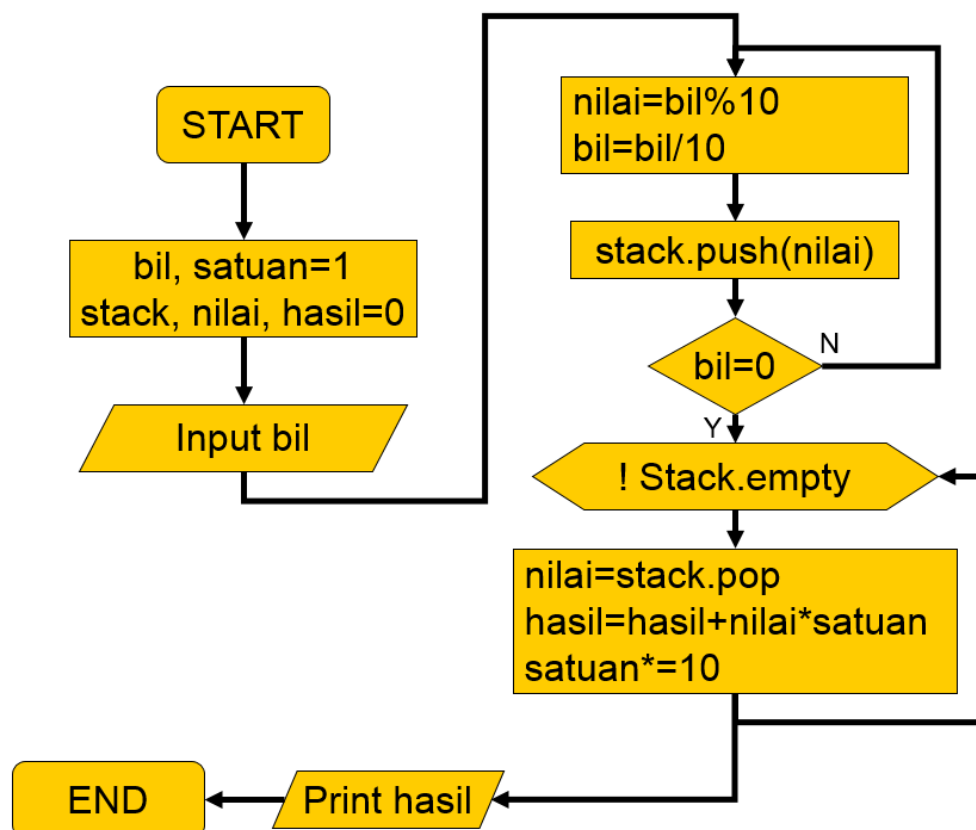 START
bil, satuan=1
stack, nilai, hasil=0
Input bil
nilai=bil%10
bil=bil/10
stack.push(nilai)
bil=0
N
Y
! Stack.empty
nilai=stack.pop
hasil=hasil+nilai*satuan
satuan*=10
Print hasil
END